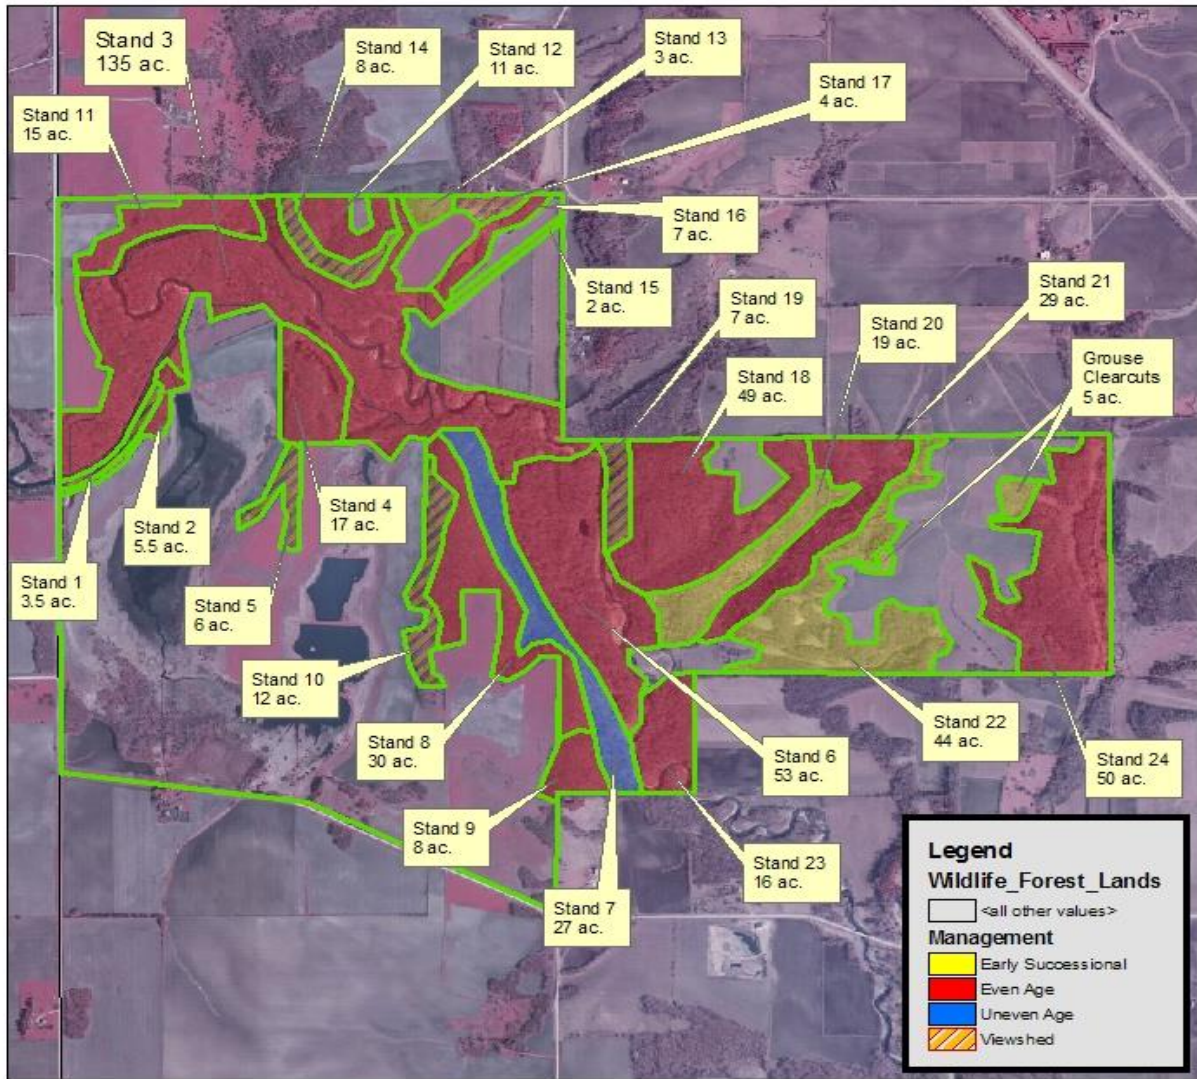 Stand 3
135 ac.
Stand 14
8 ac.
Stand 12
11 ac.
Stand 13
3 ac.
Stand 17
4 ac.
Stand 11
15 ac.
Stand 16
7 ac.
Stand 15
2 ac.
Stand 19
7 ac.
Stand 21
29 ac.
Stand 20
19 ac.
Grouse
Clearcuts
5 ac.
Stand 18
49 ac.
Stand 4
17 ac.
Stand 2
5.5 ac.
Stand 1
3.5 ac.
Stand 5
6 ac.
Stand 10
12 ac.
Stand 8
30 ac.
Stand 6
53 ac.
Stand 22
44 ac.
Stand 24
50 ac.
Stand 9
8 ac.
Stand 23
16 ac.
Stand 7
27 ac.
Legend
Wildlife_Forest_Lands
<all other values>
Management
Early Successional
Even Age
Uneven Age
Viewshed